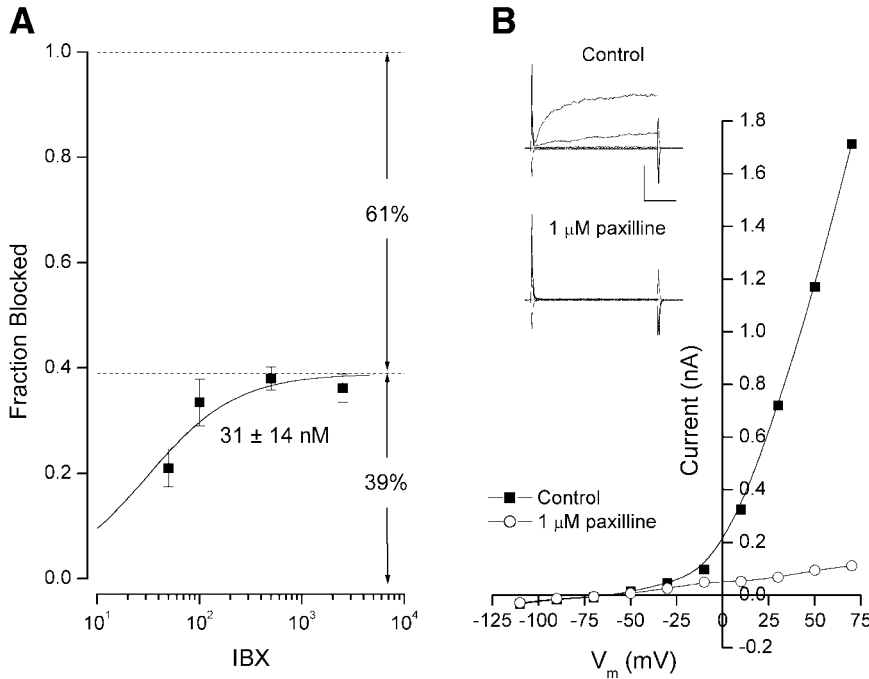 A
1.0
0.8
0.6
0.4
0.2
0.0
Fraction Blocked
61%
39%
31 ± 14 nM
10¹
10²
10³
10⁴
IBX
B
Control
1 μM paxilline
1.8
1.6
1.4
1.2
1.0
0.8
0.6
0.4
0.2
0.0
-0.2
Current (nA)
Control
1 μM paxilline
-125
-100
-75
-50
-25
0
25
50
75
Vₘ (mV)